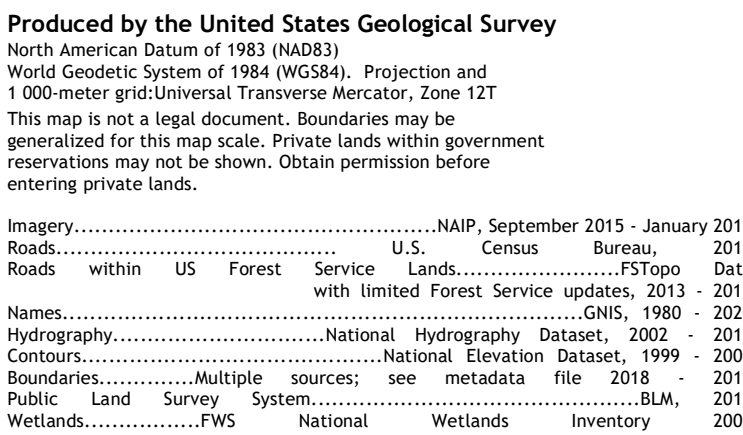 Produced by the United States Geological Survey
North American Datum of 1983 (NAD83)
World Geodetic System of 1984 (WGS84). Projection and
1 000-meter grid:Universal Transverse Mercator, Zone 12T
This map is not a legal document. Boundaries may be
generalized for this map scale. Private lands within government
reservations may not be shown. Obtain permission before
entering private lands.
Imagery.....................................................NAIP, September 2015 - January 201
Roads......................................... U.S. Census Bureau, 201
Roads within US Forest Service Lands........................FSTopo Dat
with limited Forest Service updates, 2013 - 201
Names............................................................................GNIS, 1980 - 202
Hydrography...............................National Hydrography Dataset, 2002 - 201
Contours............................................National Elevation Dataset, 1999 - 200
Boundaries..............Multiple sources; see metadata file 2018 - 201
Public Land Survey System................................................BLM, 201
Wetlands.................FWS National Wetlands Inventory 200